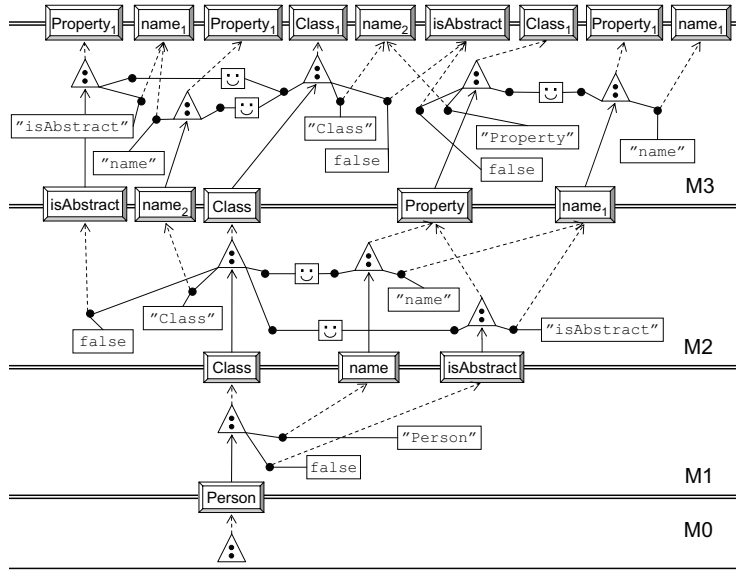 Property₁ name₁ Property₁ Class₁ name₂ isAbstract Class₁ Property₁ name₁
"isAbstract"
"Class"
"Property"
"name"
false
false
"name"
M3
isAbstract name₂ Class Property name₁
"name"
"Class"
"isAbstract"
false
M2
Class name isAbstract
"Person"
false
M1
Person
M0